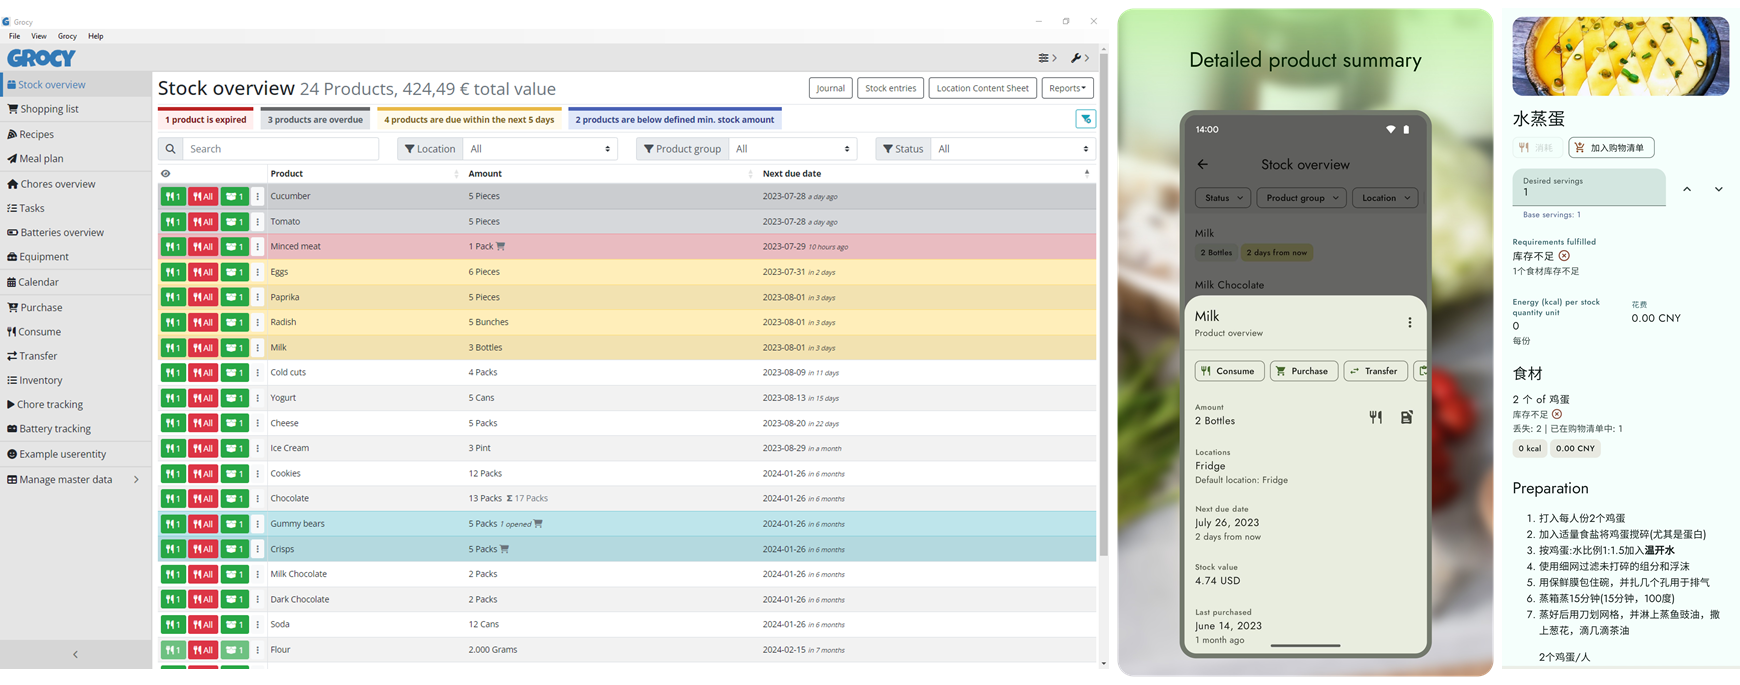 Grocy
File View Grocy Help
GROCY
Stock overview
Shopping list
Recipes
Meal plan
Chores overview
Tasks
Batteries overview
Equipment
Calendar
Purchase
Consume
Transfer
Inventory
Chore tracking
Battery tracking
Example userentity
Manage master data
Stock overview 24 Products, 424,49 € total value
Journal
Stock entries
Location Content Sheet
Reports
1 product is expired
3 products are overdue
4 products are due within the next 5 days
2 products are below defined min. stock amount
Search
Location All
Product group All
Status All
Product Amount Next due date
1 All 1 Cucumber 5 Pieces 2023-07-28 a day ago
1 All 1 Tomato 5 Pieces 2023-07-28 a day ago
1 All 1 Minced meat 1 Pack 2023-07-29 10 hours ago
1 All 1 Eggs 6 Pieces 2023-07-31 in 2 days
1 All 1 Paprika 5 Pieces 2023-08-01 in 3 days
1 All 1 Radish 5 Bunches 2023-08-01 in 3 days
1 All 1 Milk 3 Bottles 2023-08-01 in 3 days
1 All 1 Cold cuts 4 Packs 2023-08-09 in 11 days
1 All 1 Yogurt 5 Cans 2023-08-13 in 15 days
1 All 1 Cheese 5 Packs 2023-08-20 in 22 days
1 All 1 Ice Cream 3 Pint 2023-08-29 in a month
1 All 1 Cookies 12 Packs 2024-01-26 in 6 months
1 All 1 Chocolate 13 Packs Σ 17 Packs 2024-01-26 in 6 months
1 All 1 Gummy bears 5 Packs 1 opened 2024-01-26 in 6 months
1 All 1 Crisps 5 Packs 2024-01-26 in 6 months
1 All 1 Milk Chocolate 2 Packs 2024-01-26 in 6 months
1 All 1 Dark Chocolate 2 Packs 2024-01-26 in 6 months
1 All 1 Soda 12 Cans 2024-01-26 in 6 months
1 All 1 Flour 2.000 Grams 2024-02-15 in 7 months
Detailed product summary
14:00
Stock overview
Status Product group Location
Milk
2 Bottles 2 days from now
Milk Chocolate
Milk
Product overview
Consume Purchase Transfer
Amount
2 Bottles
Locations
Fridge
Default location: Fridge
Next due date
July 26, 2023
2 days from now
Stock value
4.74 USD
Last purchased
June 14, 2023
1 month ago
水蒸蛋
消耗 加入购物清单
Desired servings
1
Base servings: 1
Requirements fulfilled
库存不足
1个食材库存不足
Energy (kcal) per stock
quantity unit
0
每份
花费
0.00 CNY
食材
2 个 of 鸡蛋
库存不足
丢失: 2 | 已在购物清单中: 1
0 kcal 0.00 CNY
Preparation
1. 打入每人份2个鸡蛋
2. 加入适量食盐将鸡蛋搅碎(尤其是蛋白)
3. 按鸡蛋:水比例1:1.5加入温开水
4. 使用细网过滤未打碎的组分和浮沫
5. 用保鲜膜包住碗，并扎几个孔用于排气
6. 蒸箱蒸15分钟(15分钟，100度)
7. 蒸好后用刀划网格，并淋上蒸鱼豉油，撒
上葱花，滴几滴茶油
2个鸡蛋/人